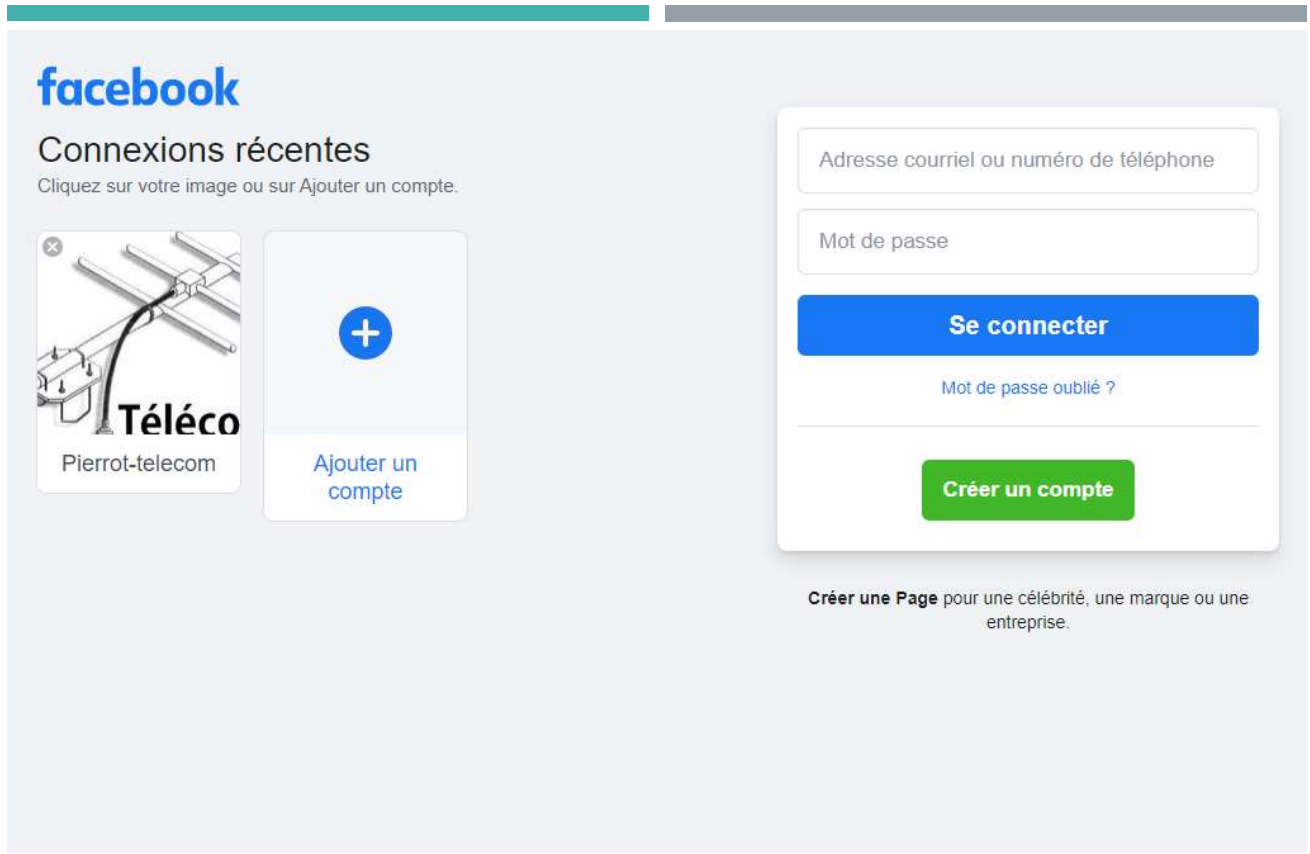 facebook
Connexions récentes
Cliquez sur votre image ou sur Ajouter un compte.
Téléco
Pierrot-telecom
Ajouter un
compte
Adresse courriel ou numéro de téléphone
Mot de passe
Se connecter
Mot de passe oublié ?
Créer un compte
Créer une Page pour une célébrité, une marque ou une
entreprise.